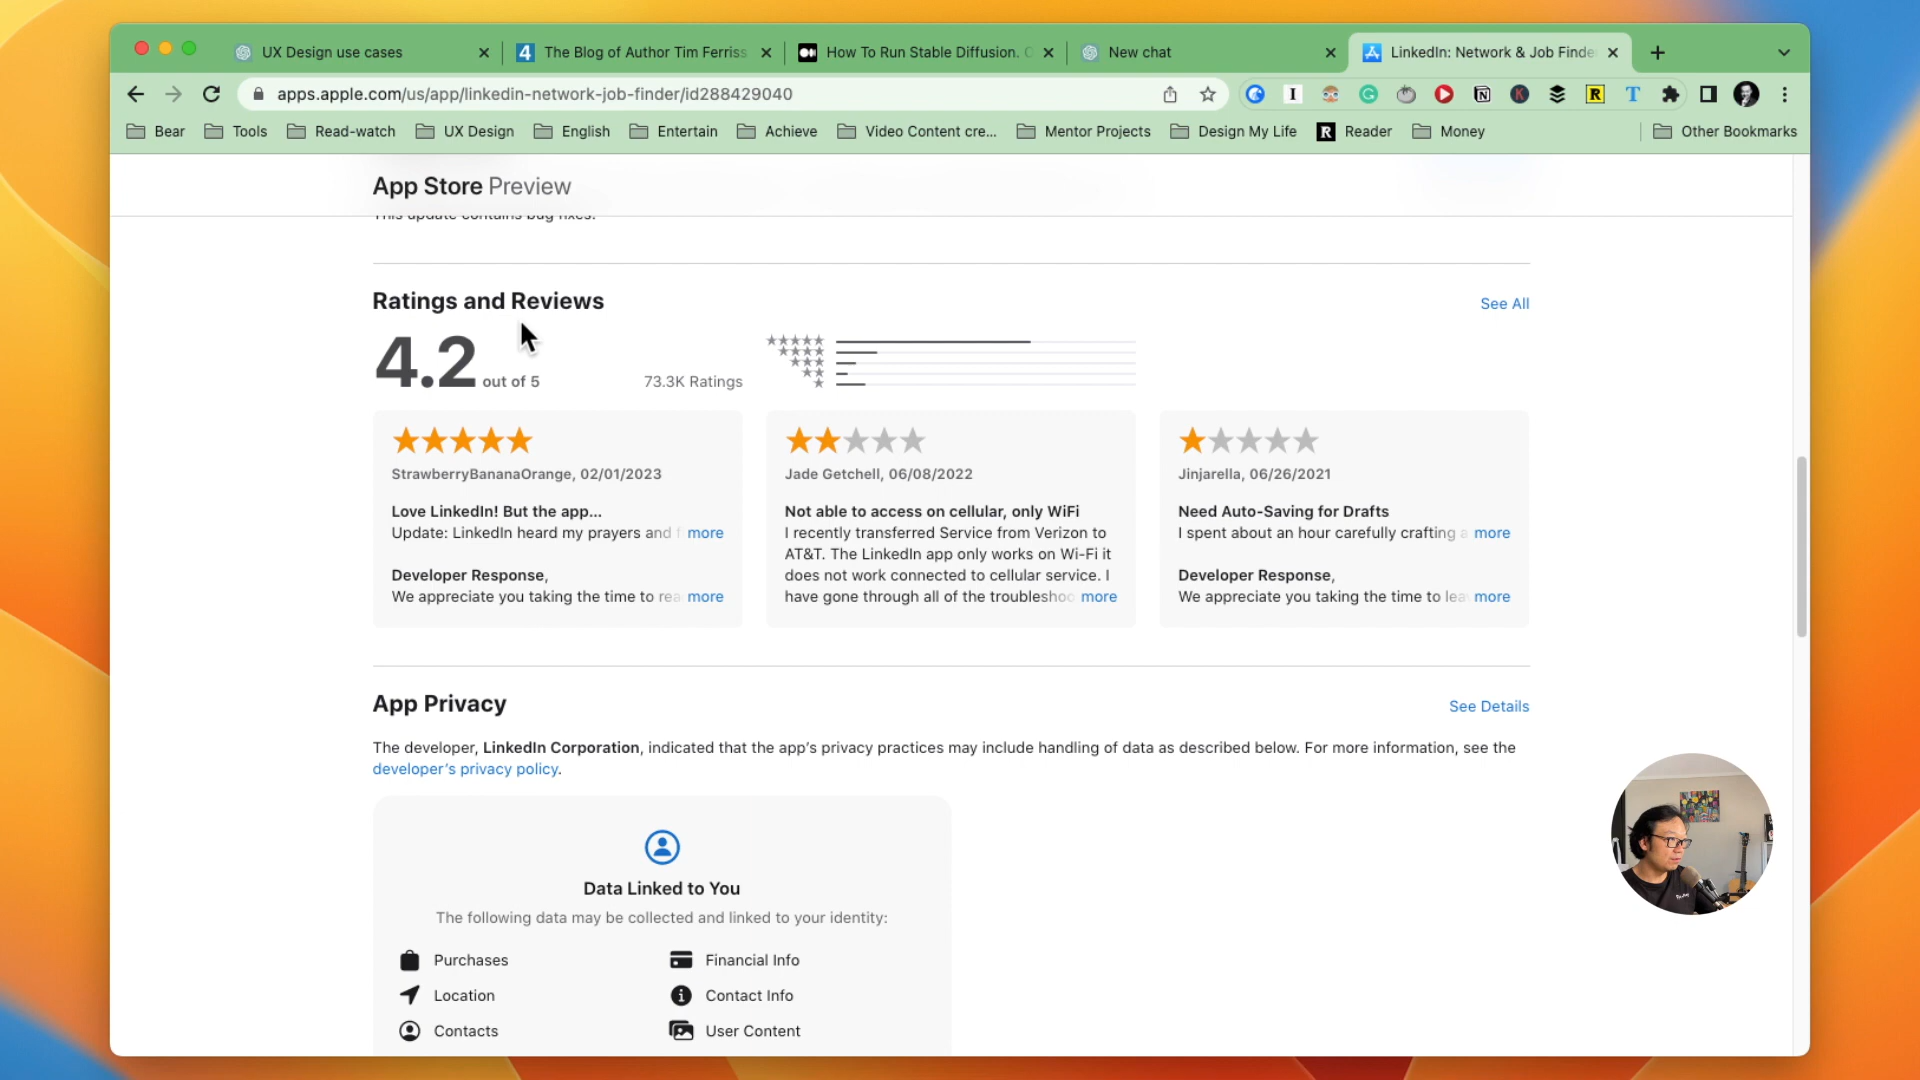 UX Design use cases
The Blog of Author Tim Ferriss
How To Run Stable Diffusion.
New chat
LinkedIn: Network & Job Finde
apps.apple.com/us/app/linkedin-network-job-finder/id288429040
Bear
Tools
Read-watch
UX Design
English
Entertain
Achieve
Video Content cre...
Mentor Projects
Design My Life
Reader
Money
Other Bookmarks
App Store Preview
This update contains bug fixes.
Ratings and Reviews
See All
4.2 out of 5
73.3K Ratings
StrawberryBananaOrange, 02/01/2023
Love LinkedIn! But the app...
Update: LinkedIn heard my prayers and f more
Developer Response,
We appreciate you taking the time to rea more
Jade Getchell, 06/08/2022
Not able to access on cellular, only WiFi
I recently transferred Service from Verizon to
AT&T. The LinkedIn app only works on Wi-Fi it
does not work connected to cellular service. I
have gone through all of the troubleshoo more
Jinjarella, 06/26/2021
Need Auto-Saving for Drafts
I spent about an hour carefully crafting a more
Developer Response,
We appreciate you taking the time to lea more
App Privacy
See Details
The developer, LinkedIn Corporation, indicated that the app's privacy practices may include handling of data as described below. For more information, see the
developer's privacy policy.
Data Linked to You
The following data may be collected and linked to your identity:
Purchases
Financial Info
Location
Contact Info
Contacts
User Content